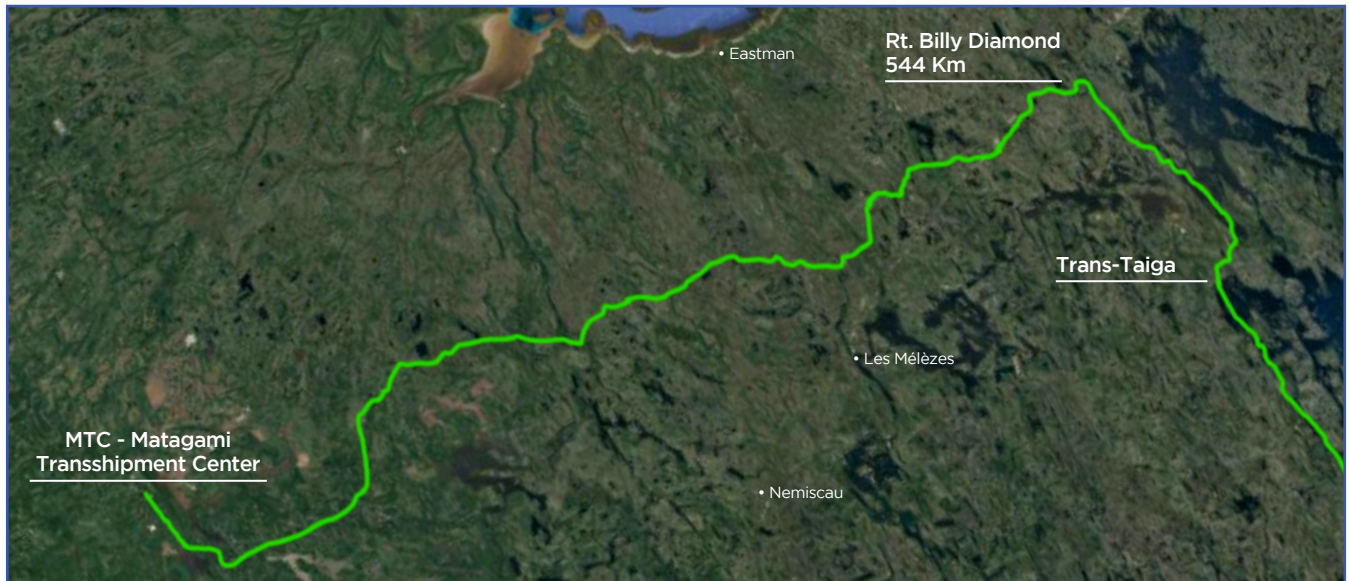 • Eastman
Rt. Billy Diamond
544 Km
Trans-Taiga
• Les Mélèzes
MTC - Matagami
Transshipment Center
• Nemiscau